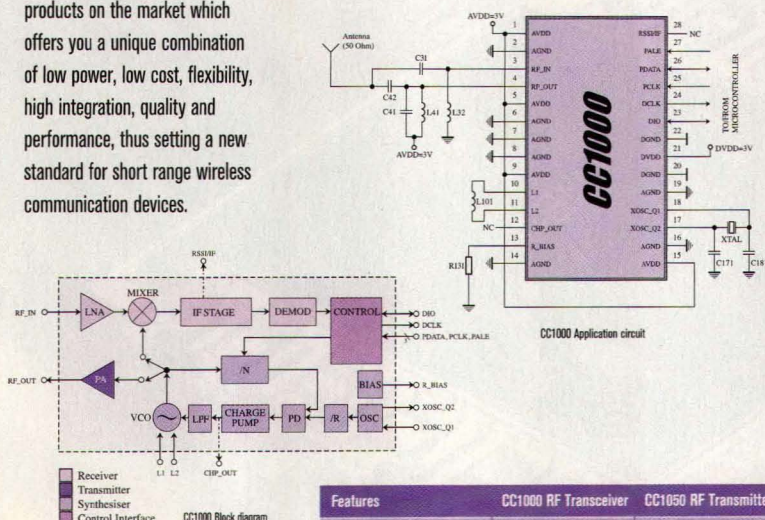 products on the market which
offers you a unique combination
of low power, low cost, flexibility,
high integration, quality and
performance, thus setting a new
standard for short range wireless
communication devices.
AVDD=3V
Antenna
(50 Ohm)
C31
C42
C41
L41
L32
AVDD=3V
L101
NC
R131
1
2
3
4
5
6
7
8
9
10
11
12
13
14
AVDD
AGND
RF_IN
RF_OUT
AVDD
AGND
AGND
AGND
AVDD
L1
L2
CHP_OUT
R_BIAS
AGND
CC1000
RSSI/IF
PALE
PDATA
PCLK
DCLK
DIO
DGND
DVDD
DGND
AGND
XOSC_Q1
XOSC_Q2
AGND
AVDD
28
27
26
25
24
23
22
21
20
19
18
17
16
15
NC
TO/FROM
MICROCONTROLLER
DVDD=3V
XTAL
C171
C18
CC1000 Application circuit
RSSI/IF
RF_IN
LNA
MIXER
IF STAGE
DEMOD
CONTROL
DIO
DCLK
PDATA, PCLK, PALE
RF_OUT
PA
/N
BIAS
R_BIAS
VCO
LPF
CHARGE
PUMP
PD
/R
OSC
XOSC_Q2
XOSC_Q1
L1 L2
CHP_OUT
Receiver
Transmitter
Synthesiser
Control Interface
CC1000 Block diagram
Features CC1000 RF Transceiver CC1050 RF Transmitte